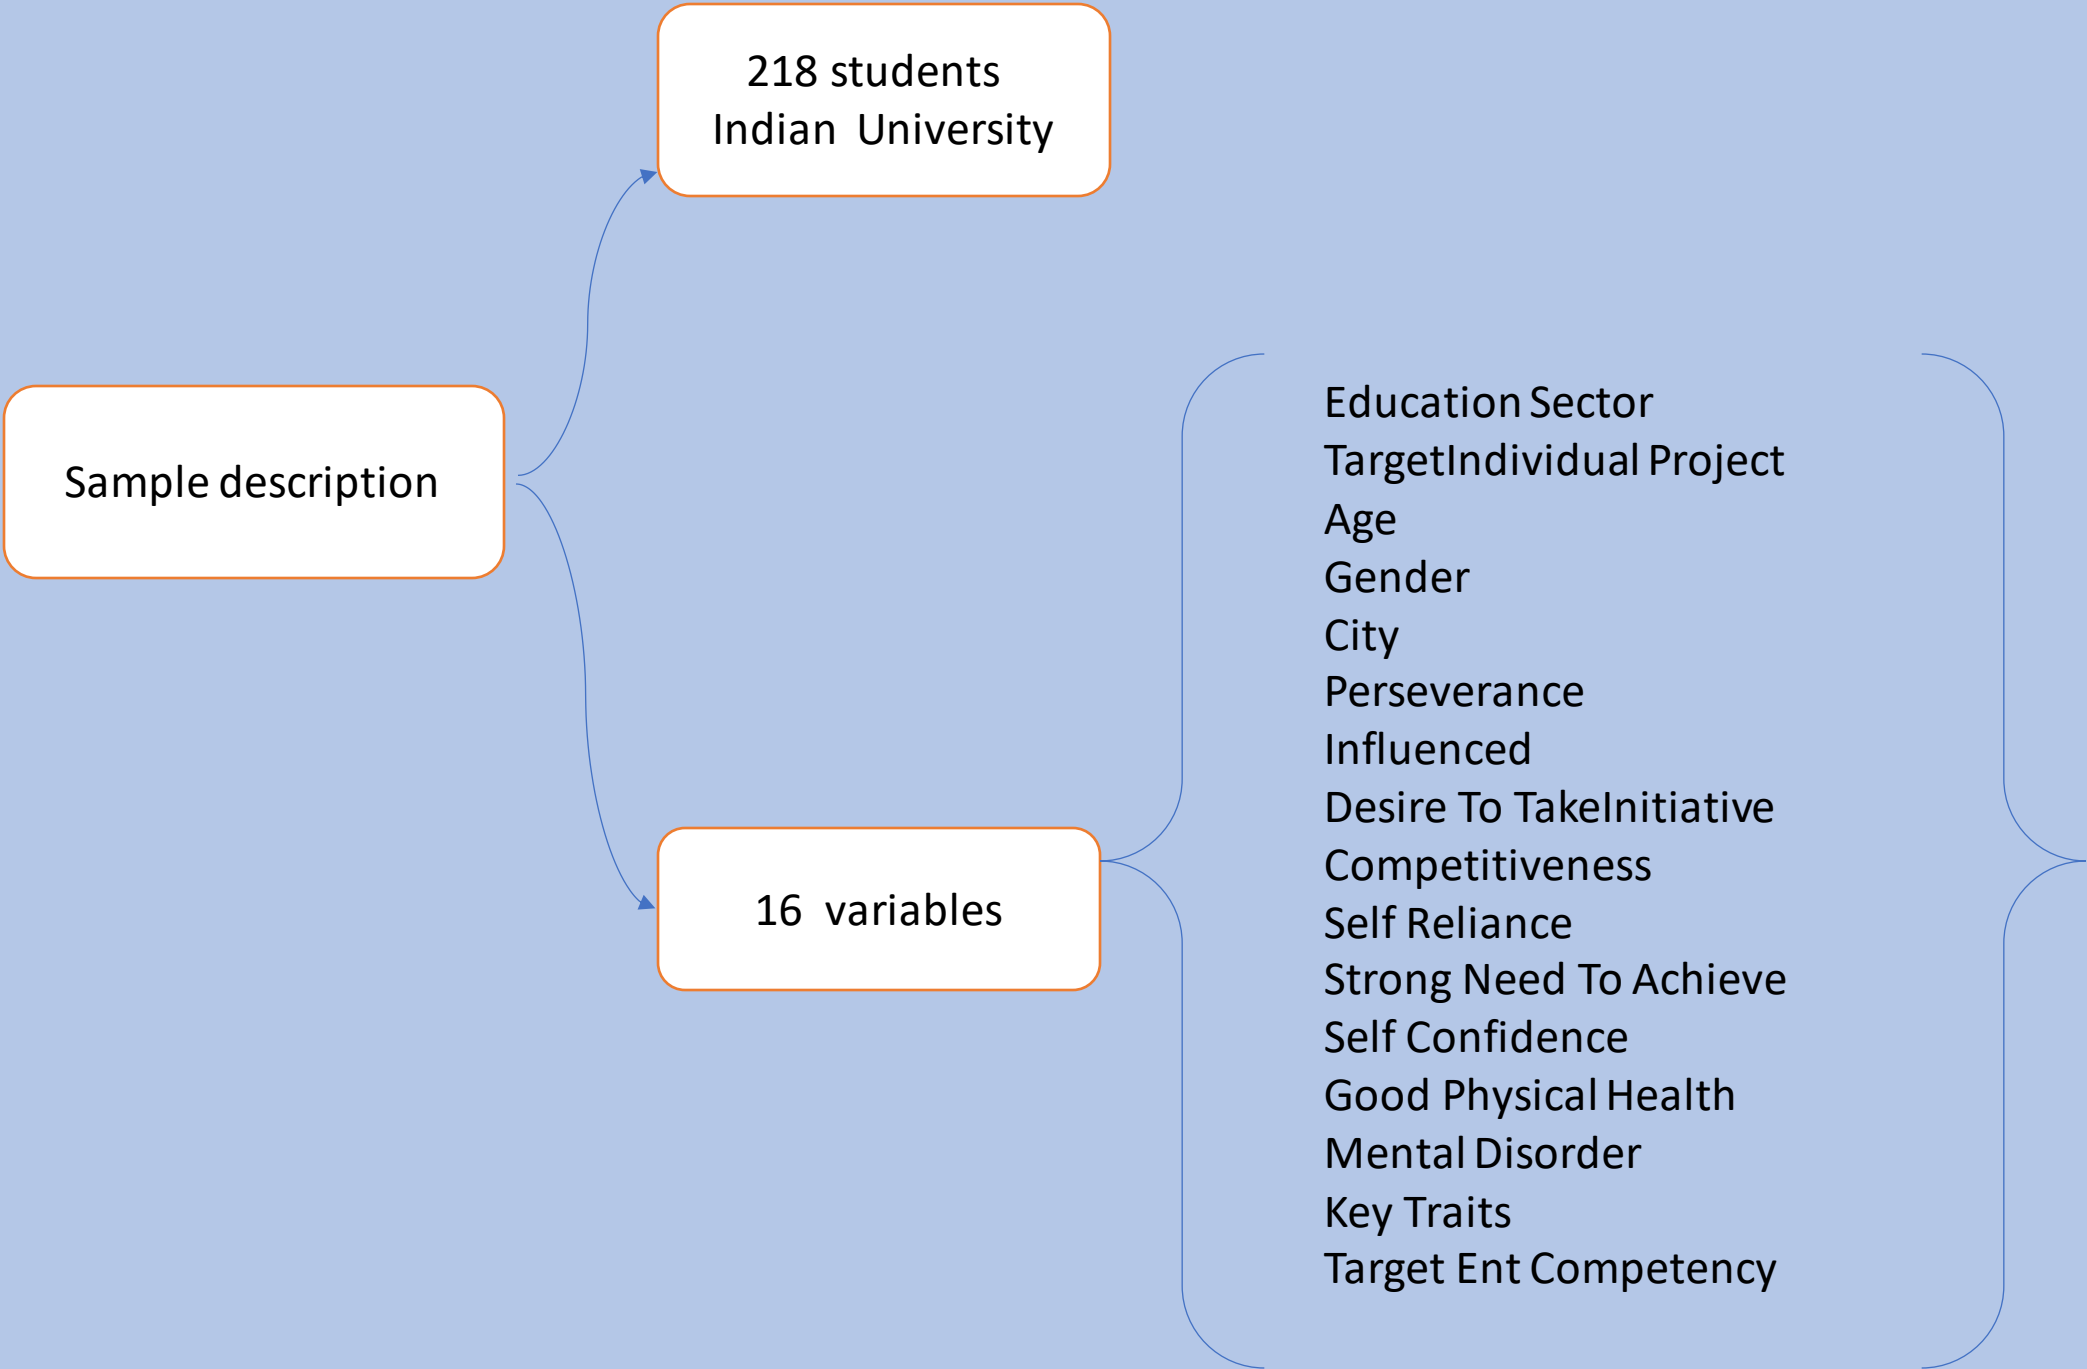 218 students
Indian University
Sample description
16 variables
Education Sector
TargetIndividual Project
Age
Gender
City
Perseverance
Influenced
Desire To TakeInitiative
Competitiveness
Self Reliance
Strong Need To Achieve
Self Confidence
Good Physical Health
Mental Disorder
Key Traits
Target Ent Competency